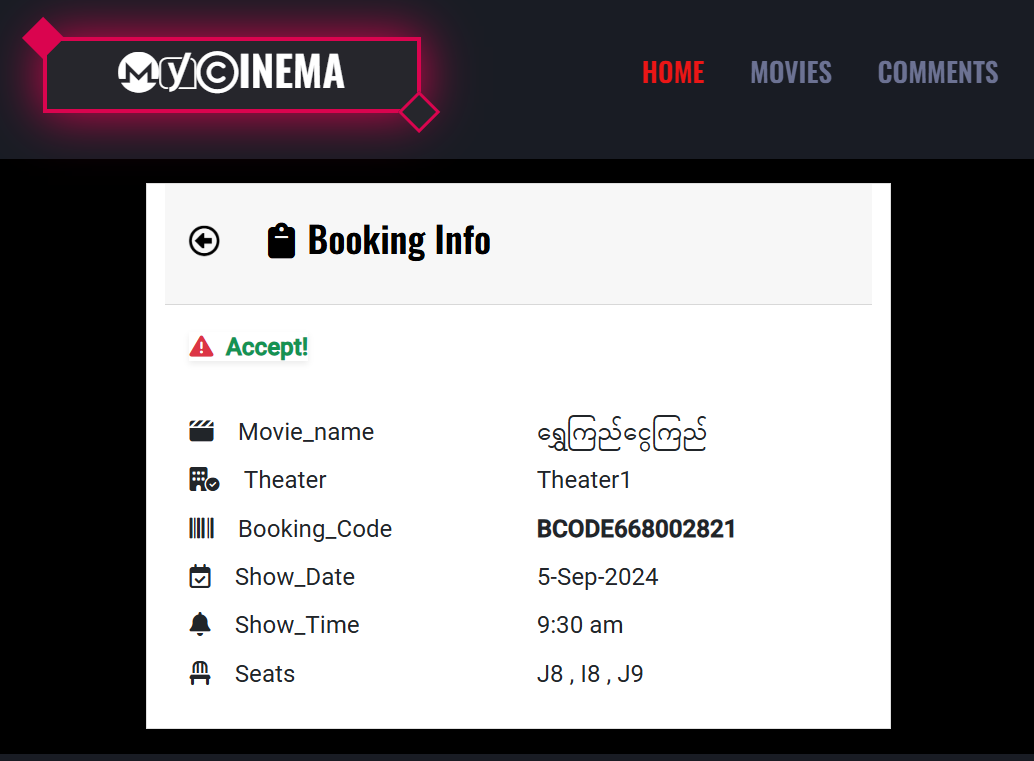 MyCINEMA
HOME MOVIES COMMENTS
Booking Info
Accept!
Movie_name ရွှေကြည်ငွေကြည်
Theater Theater1
Booking_Code BCODE668002821
Show_Date 5-Sep-2024
Show_Time 9:30 am
Seats J8 , I8 , J9